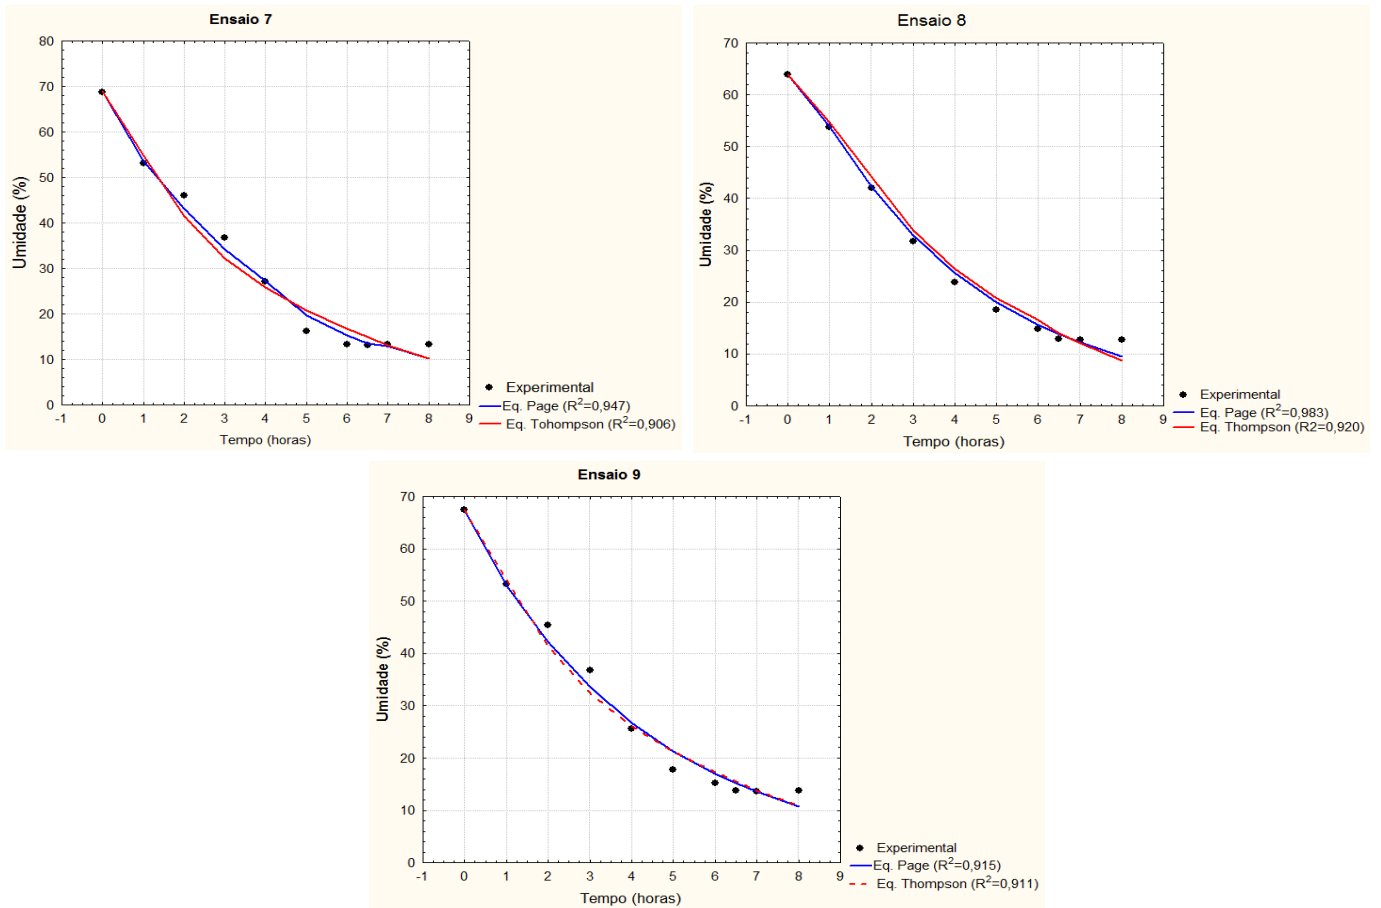 Ensaio 7
80
70
60
50
40
30
20
10
0
Umidade (%)
-1 0 1 2 3 4 5 6 7 8 9
Tempo (horas)
Experimental
Eq. Page (R²=0,947)
Eq. Tohompson (R²=0,906)
Ensaio 8
70
60
50
40
30
20
10
0
Umidade (%)
-1 0 1 2 3 4 5 6 7 8 9
Tempo (horas)
Experimental
Eq. Page (R²=0,983)
Eq. Thompson (R2=0,920)
Ensaio 9
70
60
50
40
30
20
10
0
Umidade (%)
-1 0 1 2 3 4 5 6 7 8 9
Tempo (horas)
Experimental
Eq. Page (R²=0,915)
Eq. Thompson (R²=0,911)